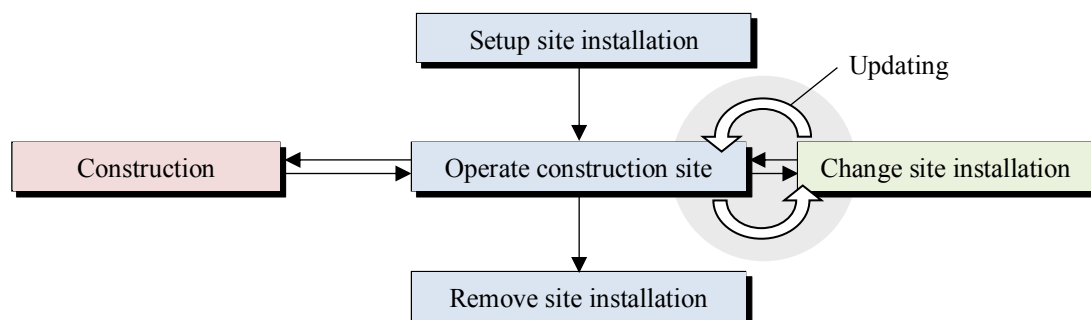 Setup site installation
Updating
Construction
Operate construction site
Change site installation
Remove site installation